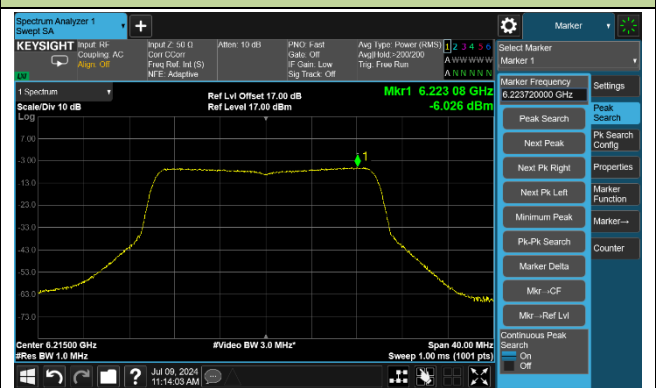 Spectrum Analyzer 1
Swept SA
Marker
KEYSIGHT
Input: RF
Coupling: AC
Align: Off
Input Z: 50 Ω
Corr CCorr
Freq Ref: Int (S)
NFE: Adaptive
Atten: 10 dB
PNO: Fast
Gate: Off
IF Gain: Low
Sig Track: Off
Avg Type: Power (RMS)
Avg|Hold:>200/200
Trig: Free Run
1 2 3 4 5 6
A W W W W W
A N N N N N
LU
Select Marker
Marker 1
1 Spectrum
Scale/Div 10 dB
Log
Ref Lvl Offset 17.00 dB
Ref Level 17.00 dBm
Mkr1 6.223 08 GHz
-6.026 dBm
7.00
-3.00
-13.0
-23.0
-33.0
-43.0
-53.0
-63.0
-73.0
1
Center 6.21500 GHz
#Res BW 1.0 MHz
#Video BW 3.0 MHz*
Span 40.00 MHz
Sweep 1.00 ms (1001 pts)
Marker Frequency
6.223720000 GHz
Peak Search
Next Peak
Next Pk Right
Next Pk Left
Minimum Peak
Pk-Pk Search
Marker Delta
Mkr→CF
Mkr→Ref Lvl
Continuous Peak
Search
On
Off
Settings
Peak
Search
Pk Search
Config
Properties
Marker
Function
Marker→
Counter
Jul 09, 2024
11:14:03 AM